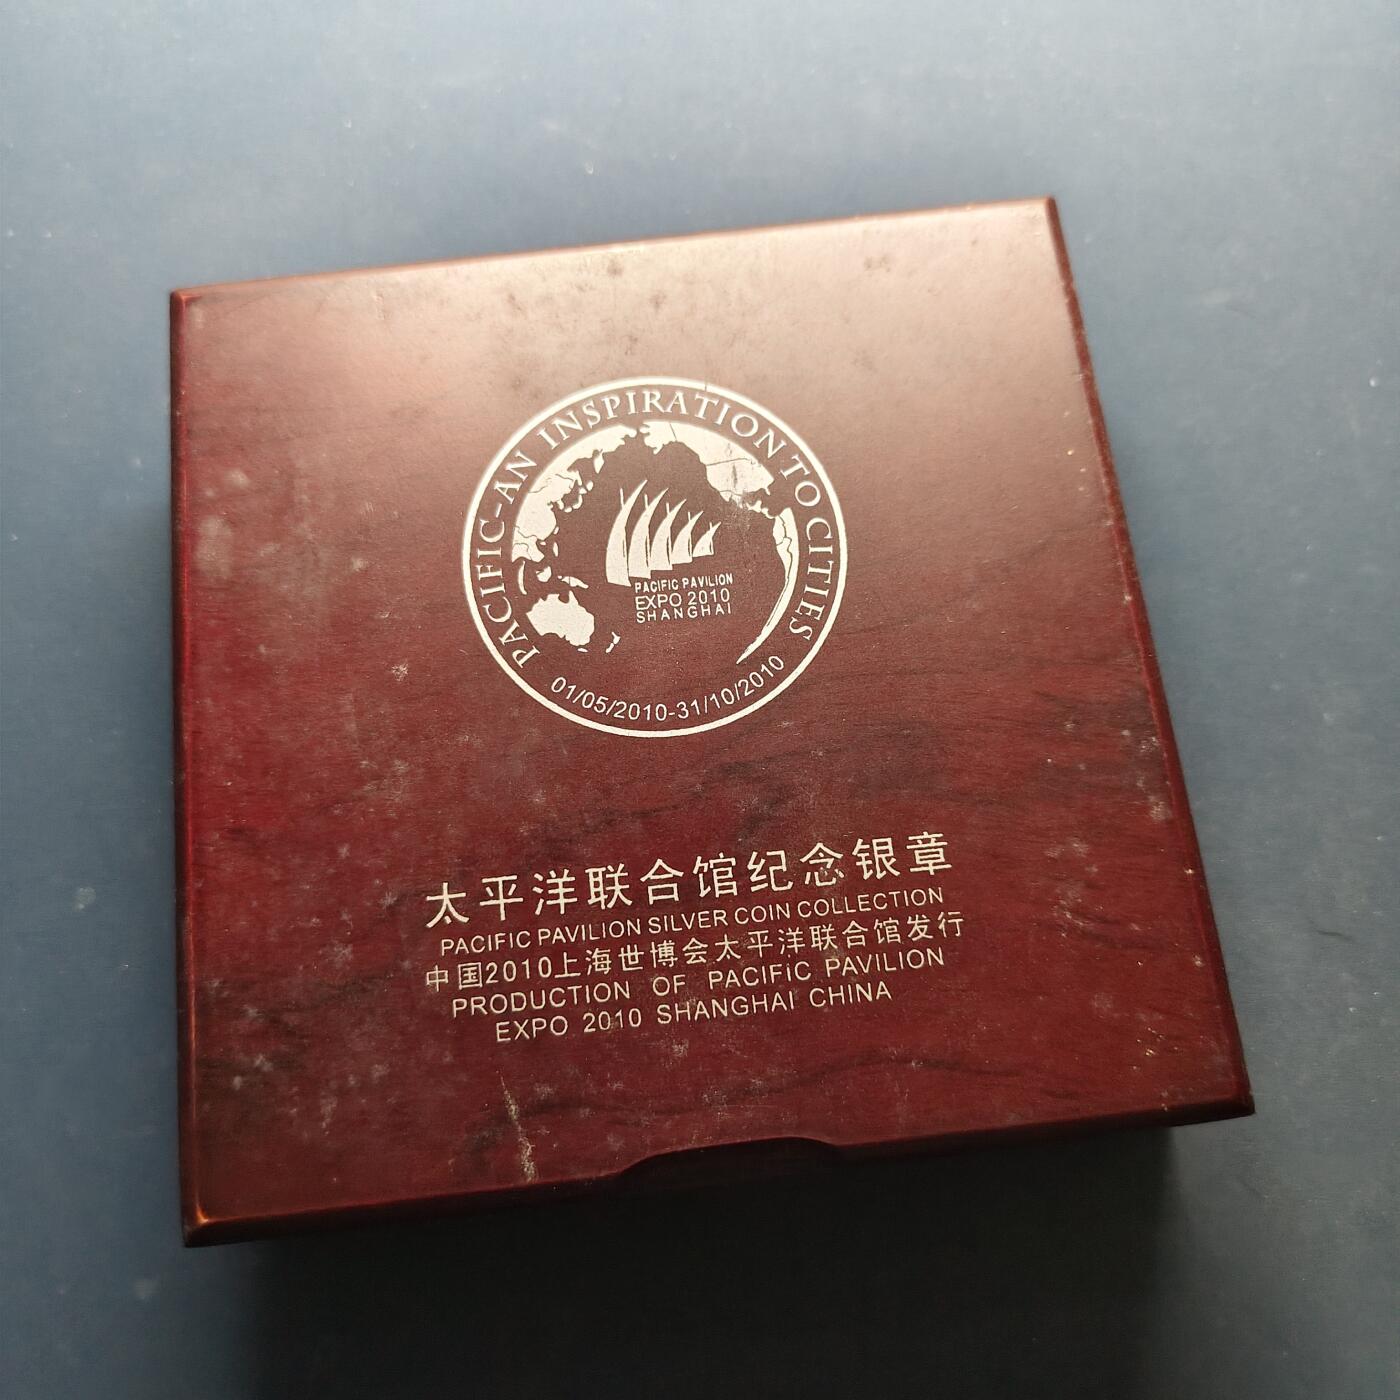 PACIFIC-AN INSPIRATION TO CITIES
PACIFIC PAVILION
EXPO 2010
SHANGHAI
01/05/2010-31/10/2010
太平洋联合馆纪念银章
PACIFIC PAVILION SILVER COIN COLLECTION
中国2010上海世博会太平洋联合馆发行
PRODUCTION OF PACIFIC PAVILION
EXPO 2010 SHANGHAI CHINA